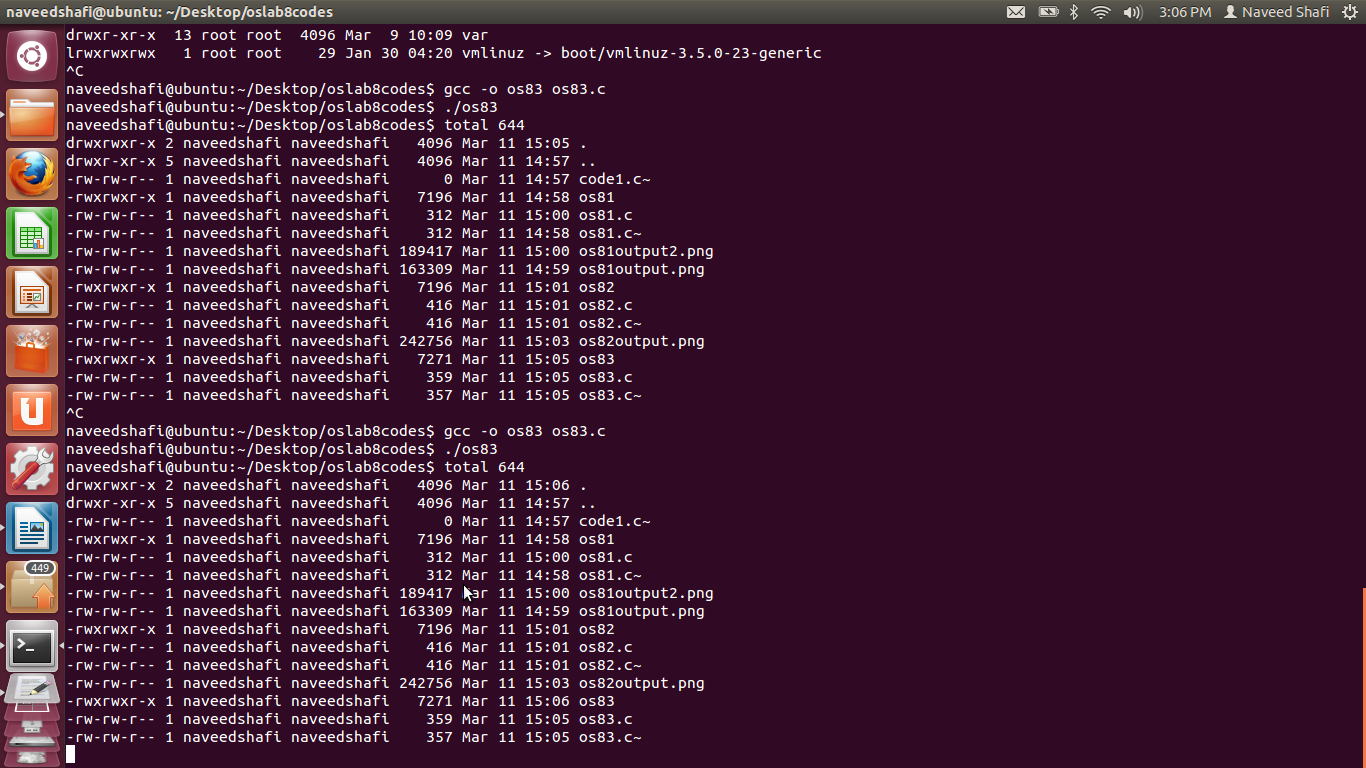 naveedshafi@ubuntu: ~/Desktop/oslab8codes
3:06 PM
Naveed Shafi
drwxr-xr-x  13 root root  4096 Mar  9 10:09 var
lrwxrwxrwx   1 root root    29 Jan 30 04:20 vmlinuz -> boot/vmlinuz-3.5.0-23-generic
^C
naveedshafi@ubuntu:~/Desktop/oslab8codes$ gcc -o os83 os83.c
naveedshafi@ubuntu:~/Desktop/oslab8codes$ ./os83
naveedshafi@ubuntu:~/Desktop/oslab8codes$ total 644
drwxrwxr-x 2 naveedshafi naveedshafi   4096 Mar 11 15:05 .
drwxr-xr-x 5 naveedshafi naveedshafi   4096 Mar 11 14:57 ..
-rw-rw-r-- 1 naveedshafi naveedshafi      0 Mar 11 14:57 code1.c~
-rwxrwxr-x 1 naveedshafi naveedshafi   7196 Mar 11 14:58 os81
-rw-rw-r-- 1 naveedshafi naveedshafi    312 Mar 11 15:00 os81.c
-rw-rw-r-- 1 naveedshafi naveedshafi    312 Mar 11 14:58 os81.c~
-rw-rw-r-- 1 naveedshafi naveedshafi 189417 Mar 11 15:00 os81output2.png
-rw-rw-r-- 1 naveedshafi naveedshafi 163309 Mar 11 14:59 os81output.png
-rwxrwxr-x 1 naveedshafi naveedshafi   7196 Mar 11 15:01 os82
-rw-rw-r-- 1 naveedshafi naveedshafi    416 Mar 11 15:01 os82.c
-rw-rw-r-- 1 naveedshafi naveedshafi    416 Mar 11 15:01 os82.c~
-rw-rw-r-- 1 naveedshafi naveedshafi 242756 Mar 11 15:03 os82output.png
-rwxrwxr-x 1 naveedshafi naveedshafi   7271 Mar 11 15:05 os83
-rw-rw-r-- 1 naveedshafi naveedshafi    359 Mar 11 15:05 os83.c
-rw-rw-r-- 1 naveedshafi naveedshafi    357 Mar 11 15:05 os83.c~
^C
naveedshafi@ubuntu:~/Desktop/oslab8codes$ gcc -o os83 os83.c
naveedshafi@ubuntu:~/Desktop/oslab8codes$ ./os83
naveedshafi@ubuntu:~/Desktop/oslab8codes$ total 644
drwxrwxr-x 2 naveedshafi naveedshafi   4096 Mar 11 15:06 .
drwxr-xr-x 5 naveedshafi naveedshafi   4096 Mar 11 14:57 ..
-rw-rw-r-- 1 naveedshafi naveedshafi      0 Mar 11 14:57 code1.c~
-rwxrwxr-x 1 naveedshafi naveedshafi   7196 Mar 11 14:58 os81
-rw-rw-r-- 1 naveedshafi naveedshafi    312 Mar 11 15:00 os81.c
-rw-rw-r-- 1 naveedshafi naveedshafi    312 Mar 11 14:58 os81.c~
-rw-rw-r-- 1 naveedshafi naveedshafi 189417 Mar 11 15:00 os81output2.png
-rw-rw-r-- 1 naveedshafi naveedshafi 163309 Mar 11 14:59 os81output.png
-rwxrwxr-x 1 naveedshafi naveedshafi   7196 Mar 11 15:01 os82
-rw-rw-r-- 1 naveedshafi naveedshafi    416 Mar 11 15:01 os82.c
-rw-rw-r-- 1 naveedshafi naveedshafi    416 Mar 11 15:01 os82.c~
-rw-rw-r-- 1 naveedshafi naveedshafi 242756 Mar 11 15:03 os82output.png
-rwxrwxr-x 1 naveedshafi naveedshafi   7271 Mar 11 15:06 os83
-rw-rw-r-- 1 naveedshafi naveedshafi    359 Mar 11 15:05 os83.c
-rw-rw-r-- 1 naveedshafi naveedshafi    357 Mar 11 15:05 os83.c~
449